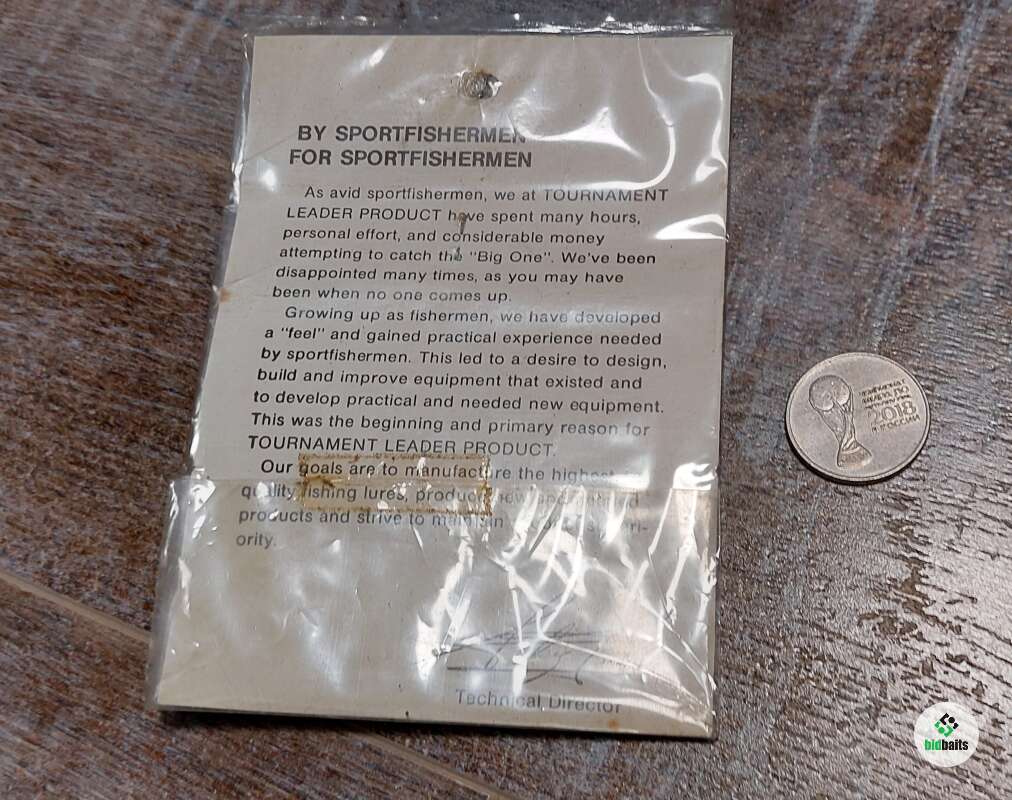 BY SPORTFISHERMEN
FOR SPORTFISHERMEN
As avid sportfishermen, we at TOURNAMENT
LEADER PRODUCT have spent many hours,
personal effort, and considerable money
attempting to catch the "Big One". We've been
disappointed many times, as you may have
been when no one comes up.
Growing up as fishermen, we have developed
a "feel" and gained practical experience needed
by sportfishermen. This led to a desire to design,
build and improve equipment that existed and
to develop practical and needed new equipment.
This was the beginning and primary reason for
TOURNAMENT LEADER PRODUCT.
Our goals are to manufacture the highest
quality fishing lures, produce new and
products and strive to maintain
ority.
Technical Director
2018
bidbaits